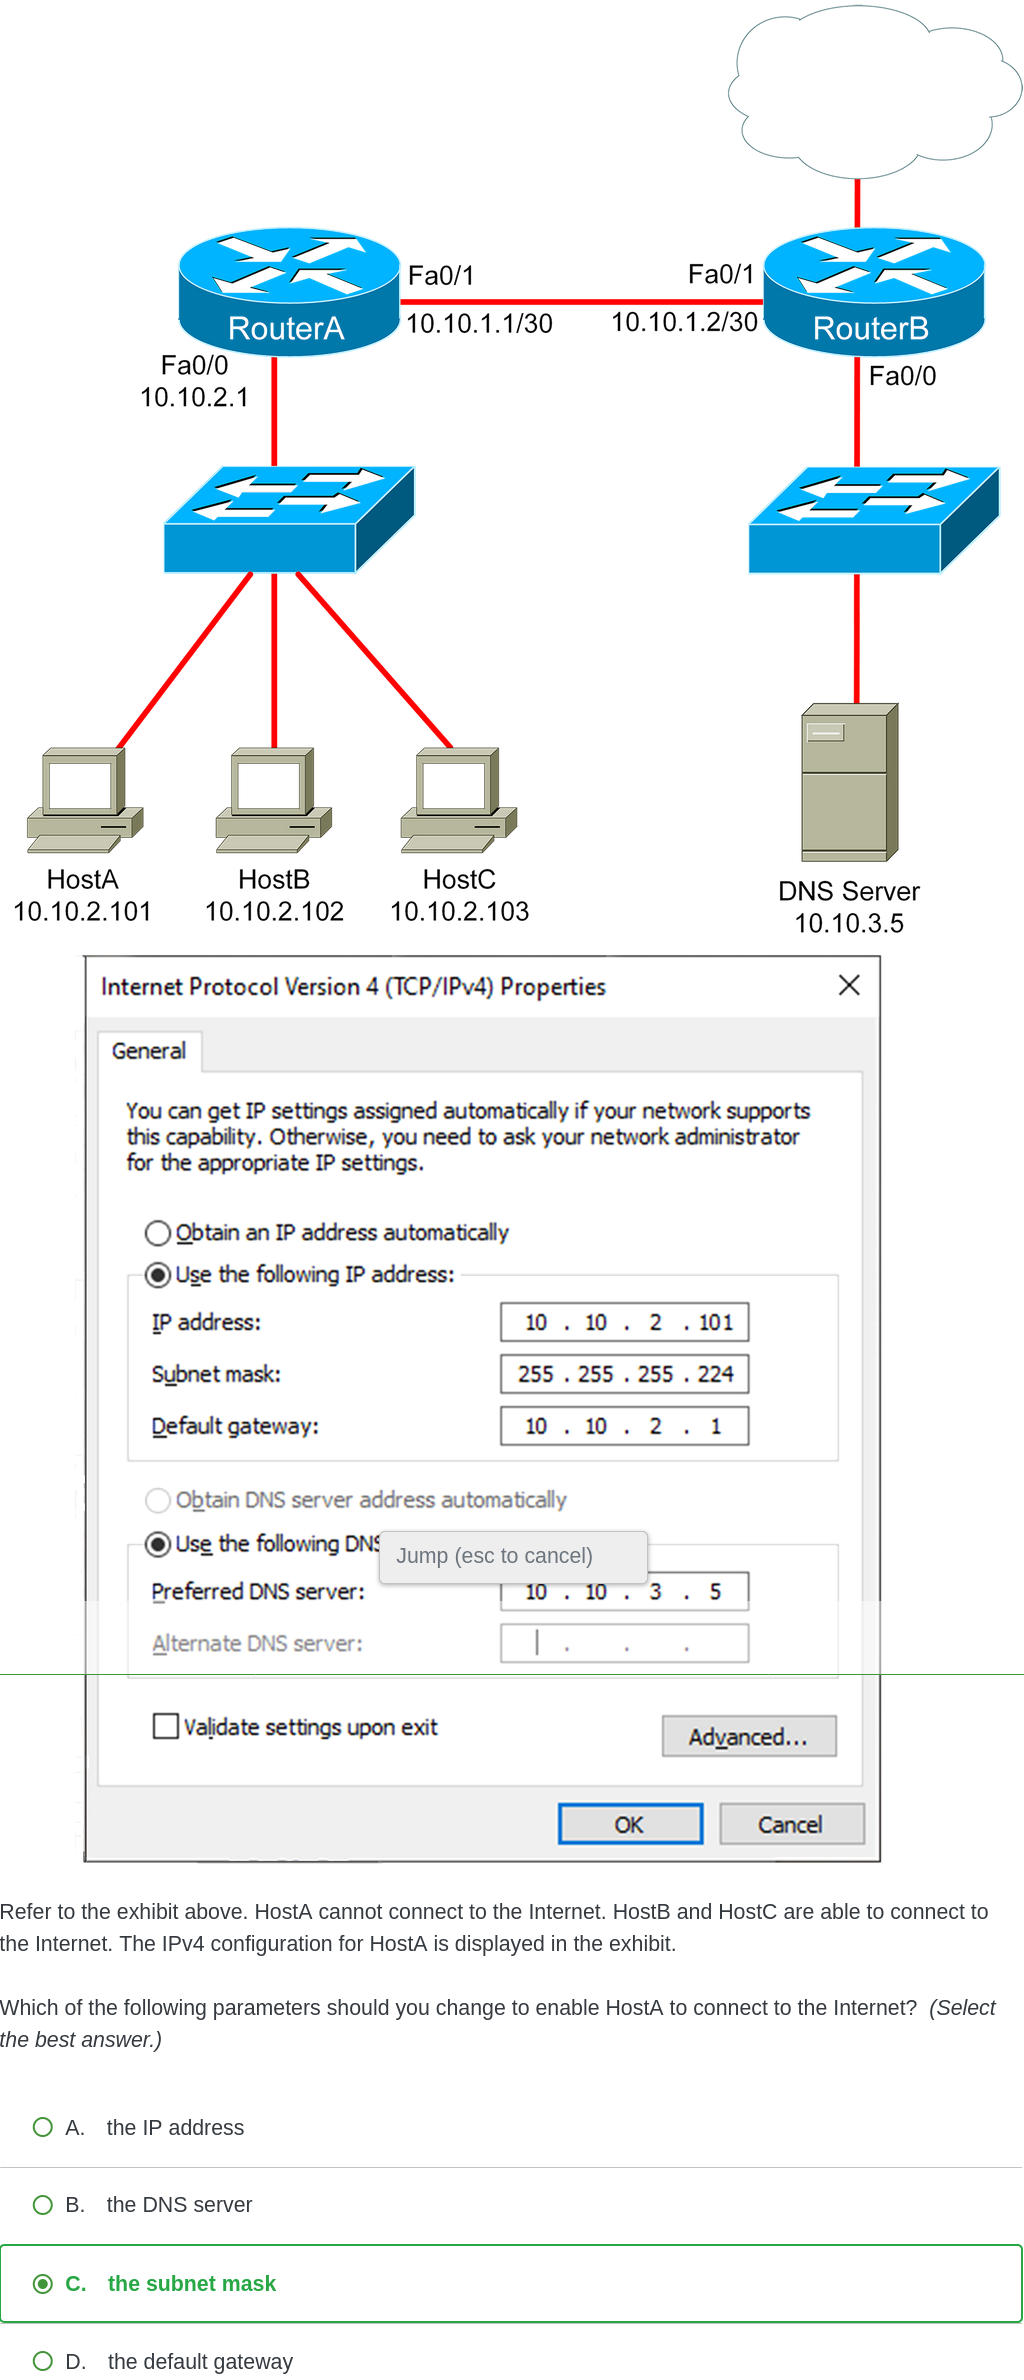 Fa0/1
Fa0/1
RouterA
10.10.1.1/30
10.10.1.2/30
RouterB
Fa0/0
10.10.2.1
Fa0/0
HostA
10.10.2.101
HostB
10.10.2.102
HostC
10.10.2.103
DNS Server
10.10.3.5
Internet Protocol Version 4 (TCP/IPv4) Properties
General
You can get IP settings assigned automatically if your network supports
this capability. Otherwise, you need to ask your network administrator
for the appropriate IP settings.
Obtain an IP address automatically
Use the following IP address:
IP address: 10 . 10 . 2 . 101
Subnet mask: 255 . 255 . 255 . 224
Default gateway: 10 . 10 . 2 . 1
Obtain DNS server address automatically
Use the following DNS
Jump (esc to cancel)
Preferred DNS server: 10 . 10 . 3 . 5
Alternate DNS server: . . .
Validate settings upon exit
Advanced...
OK
Cancel
Refer to the exhibit above. HostA cannot connect to the Internet. HostB and HostC are able to connect to
the Internet. The IPv4 configuration for HostA is displayed in the exhibit.
Which of the following parameters should you change to enable HostA to connect to the Internet? (Select
the best answer.)
A. the IP address
B. the DNS server
C. the subnet mask
D. the default gateway